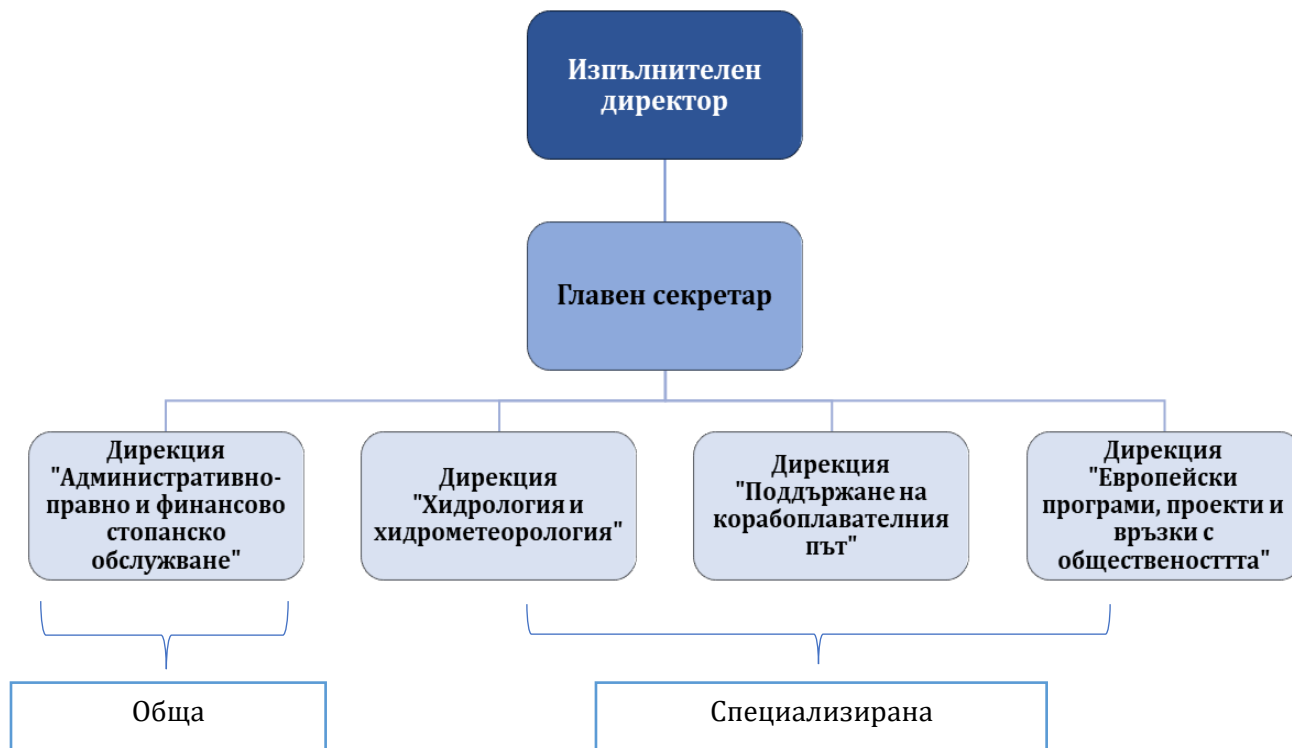 Изпълнителен
директор
Главен секретар
Дирекция
"Административно-
правно и финансово
стопанско
обслужване"
Дирекция
"Хидрология и
хидрометеорология"
Дирекция
"Поддържане на
корабоплавателния
път"
Дирекция
"Европейски
програми, проекти и
връзки с
общественосттта"
Обща
Специализирана